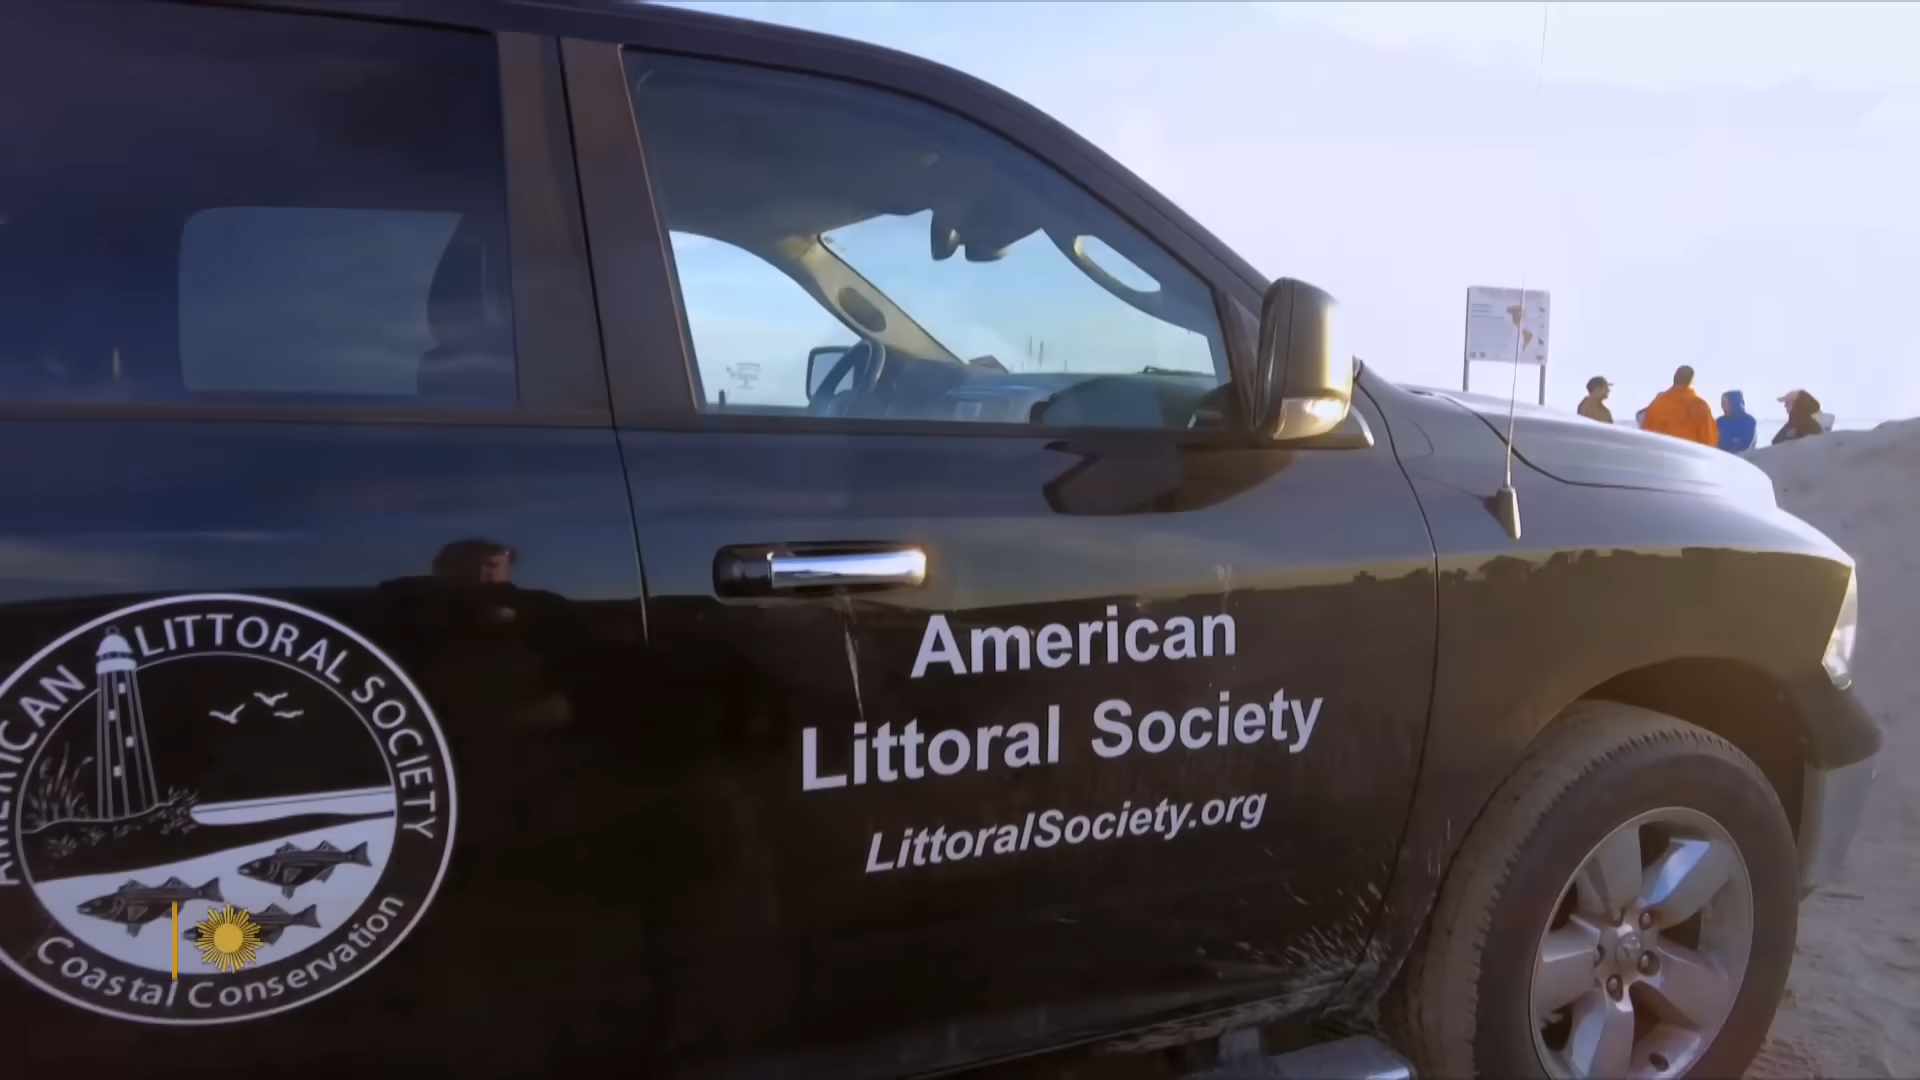 AMERICAN LITTORAL SOCIETY
Coastal Conservation
American
Littoral Society
LittoralSociety.org